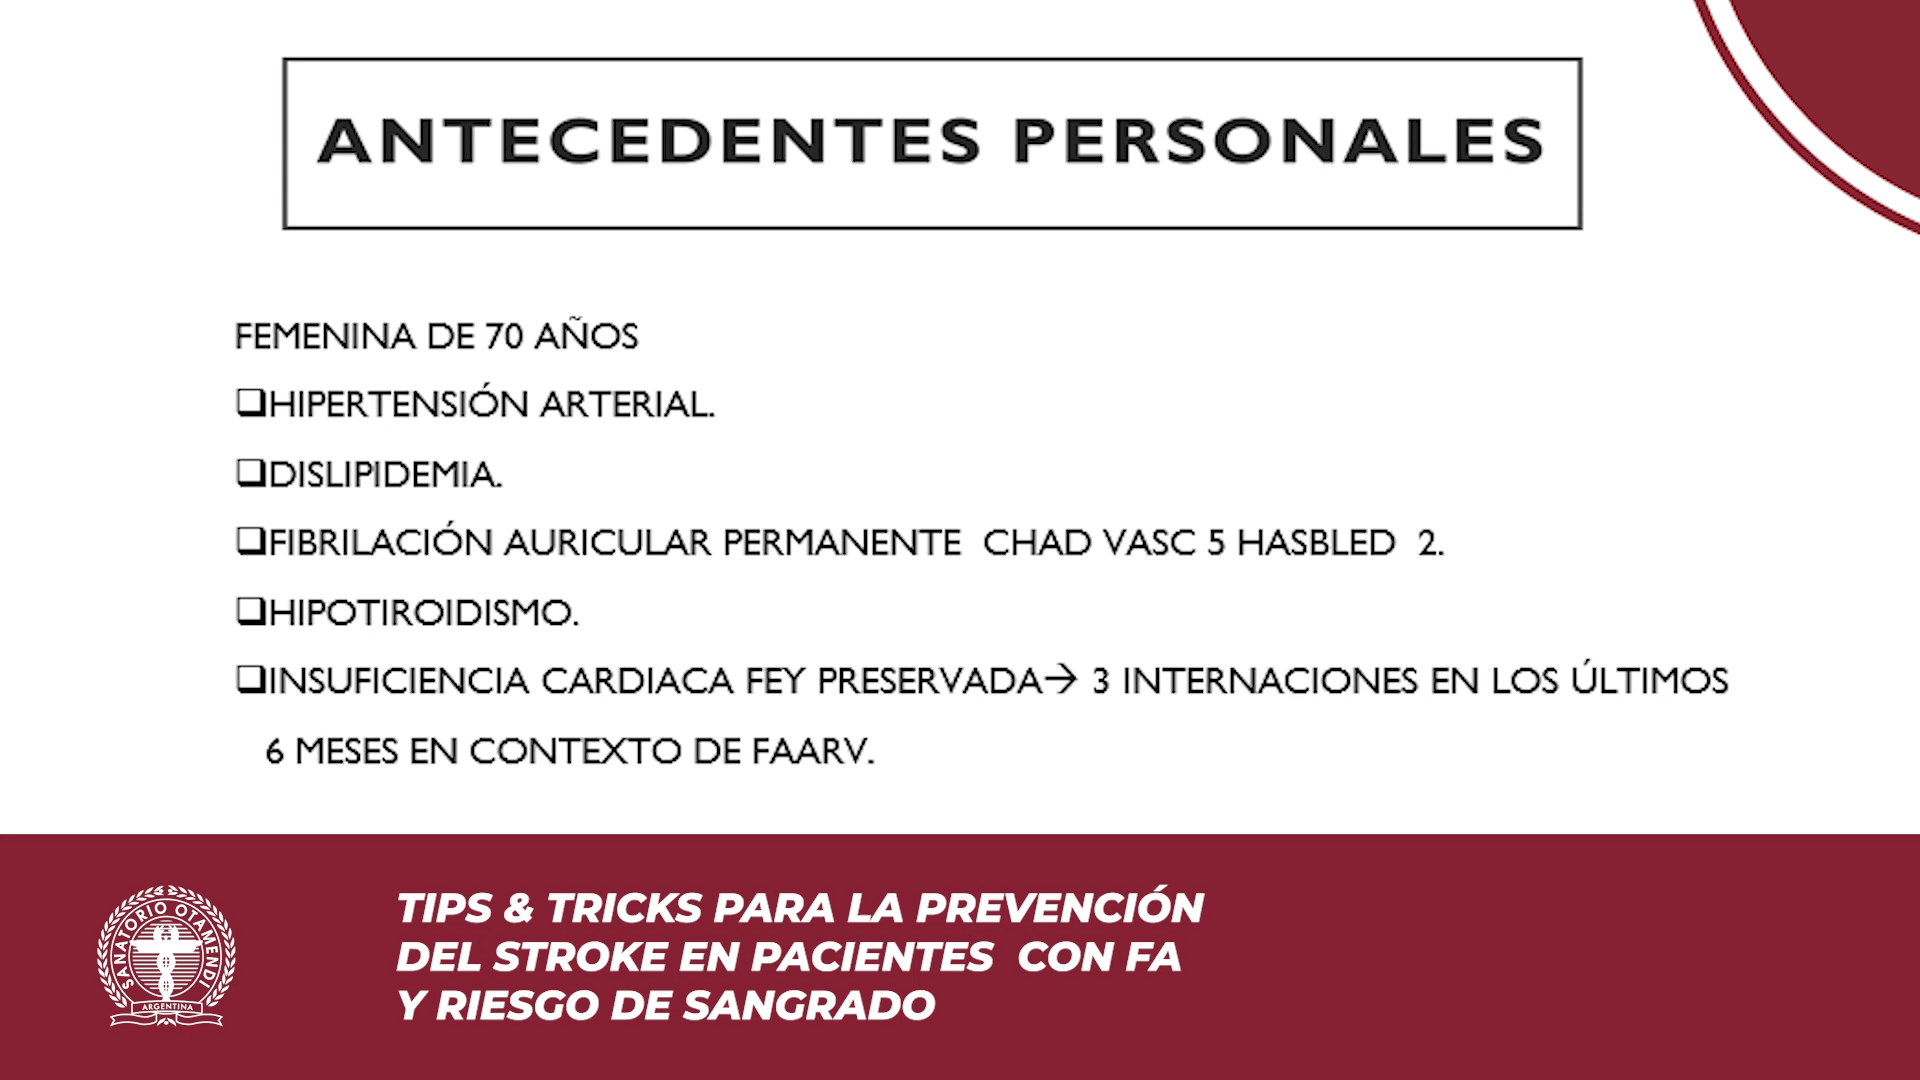 ANTECEDENTES PERSONALES
FEMENINA DE 70 AÑOS
❑HIPERTENSIÓN ARTERIAL.
❑DISLIPIDEMIA.
❑FIBRILACIÓN AURICULAR PERMANENTE  CHAD VASC 5 HASBLED  2.
❑HIPOTIROIDISMO.
❑INSUFICIENCIA CARDIACA FEY PRESERVADA→ 3 INTERNACIONES EN LOS ÚLTIMOS
6 MESES EN CONTEXTO DE FAARV.
SANATORIO OTAMENDI
ARGENTINA
TIPS & TRICKS PARA LA PREVENCIÓN
DEL STROKE EN PACIENTES  CON FA
Y RIESGO DE SANGRADO